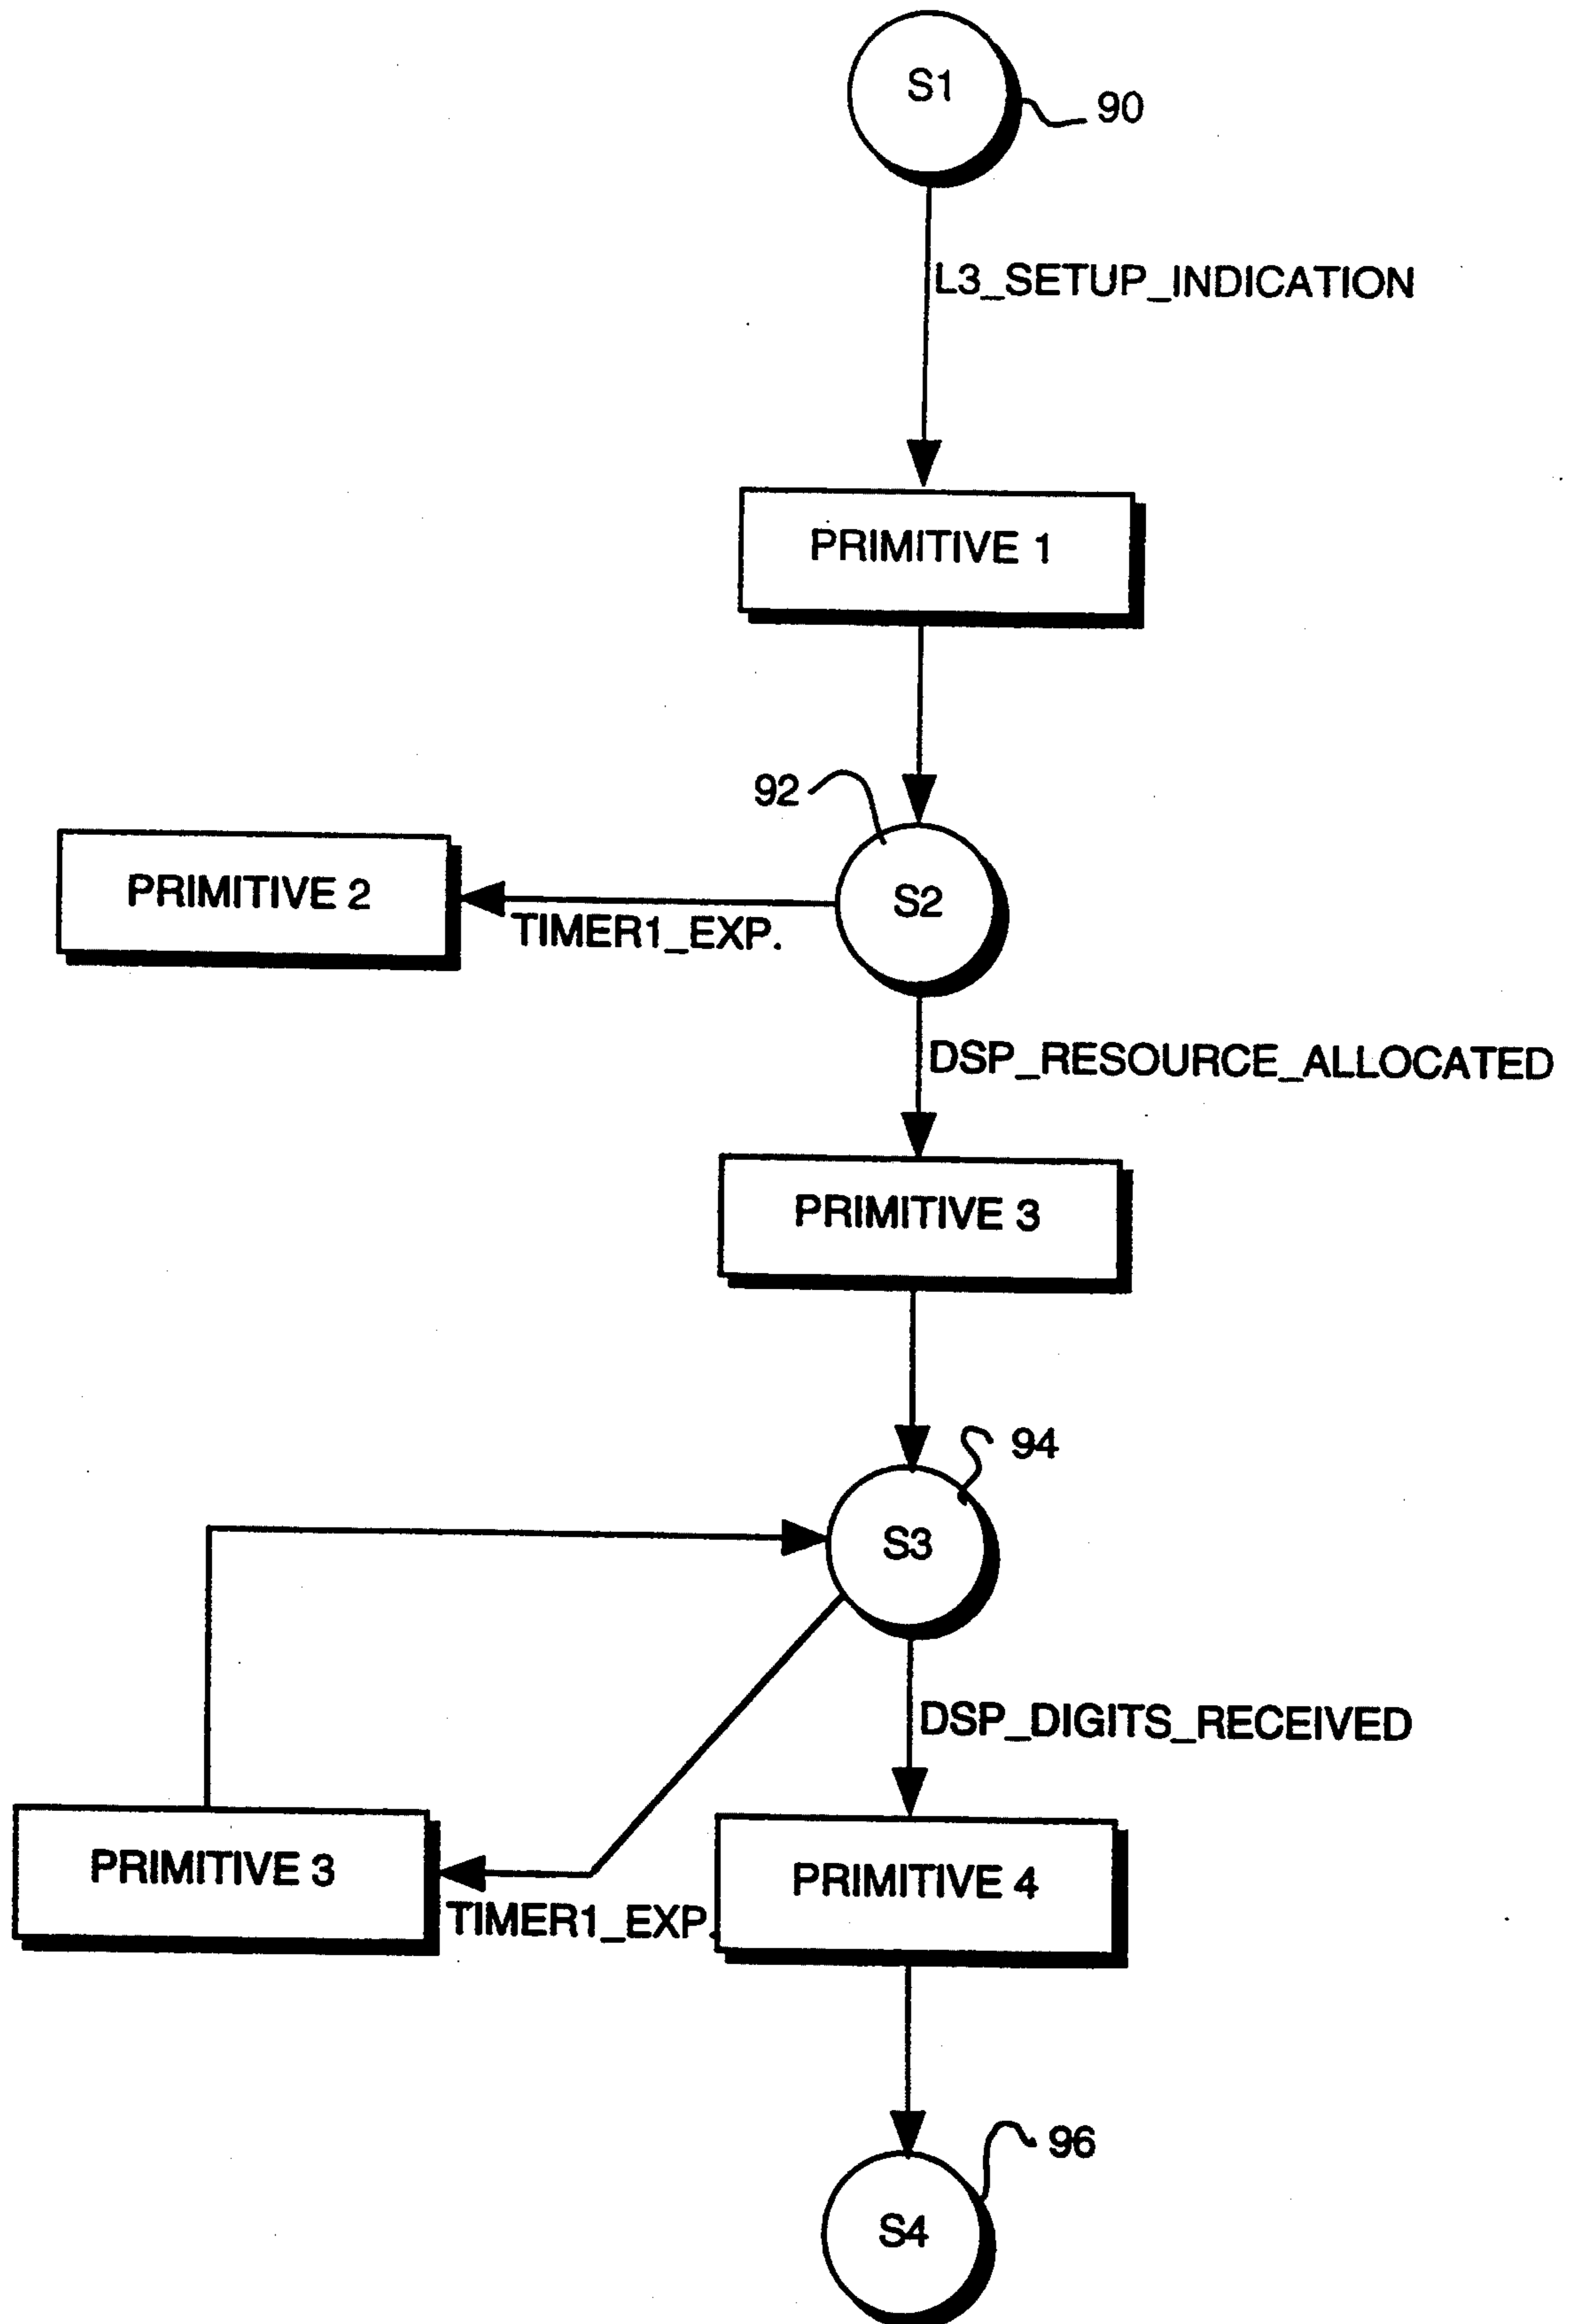 S1
90
L3_SETUP_INDICATION
PRIMITIVE 1
92
PRIMITIVE 2
S2
TIMER1_EXP.
DSP_RESOURCE_ALLOCATED
PRIMITIVE 3
94
S3
DSP_DIGITS_RECEIVED
PRIMITIVE 3
PRIMITIVE 4
TIMER1_EXP.
96
S4